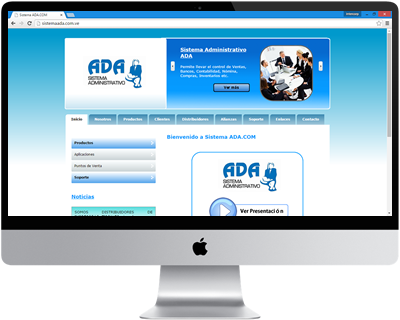 Sistema ADA.COM
sistemaada.com.ve
ADA
SISTEMA
ADMINISTRATIVO
Sistema Administrativo
ADA
Permite llevar el control de Ventas,
Bancos, Contabilidad, Nómina,
Compras, Inventarios etc.
Ver más
Inicio Nosotros Productos Clientes Distribuidores Alianzas Soporte Enlaces Contacto
Productos
Aplicaciones
Puntos de Venta
Soporte
Noticias
SOMOS DISTRIBUIDORES DE
Bienvenido a Sistema ADA.COM
ADA
SISTEMA
ADMINISTRATIVO
Ver Presentación